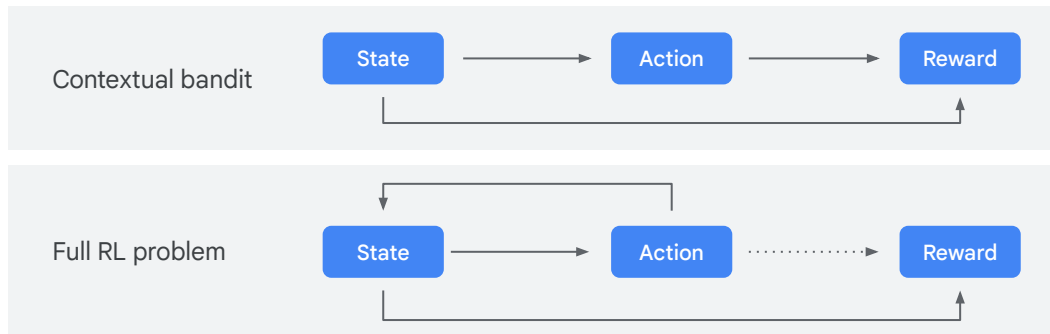 Contextual bandit
State
Action
Reward
Full RL problem
State
Action
Reward